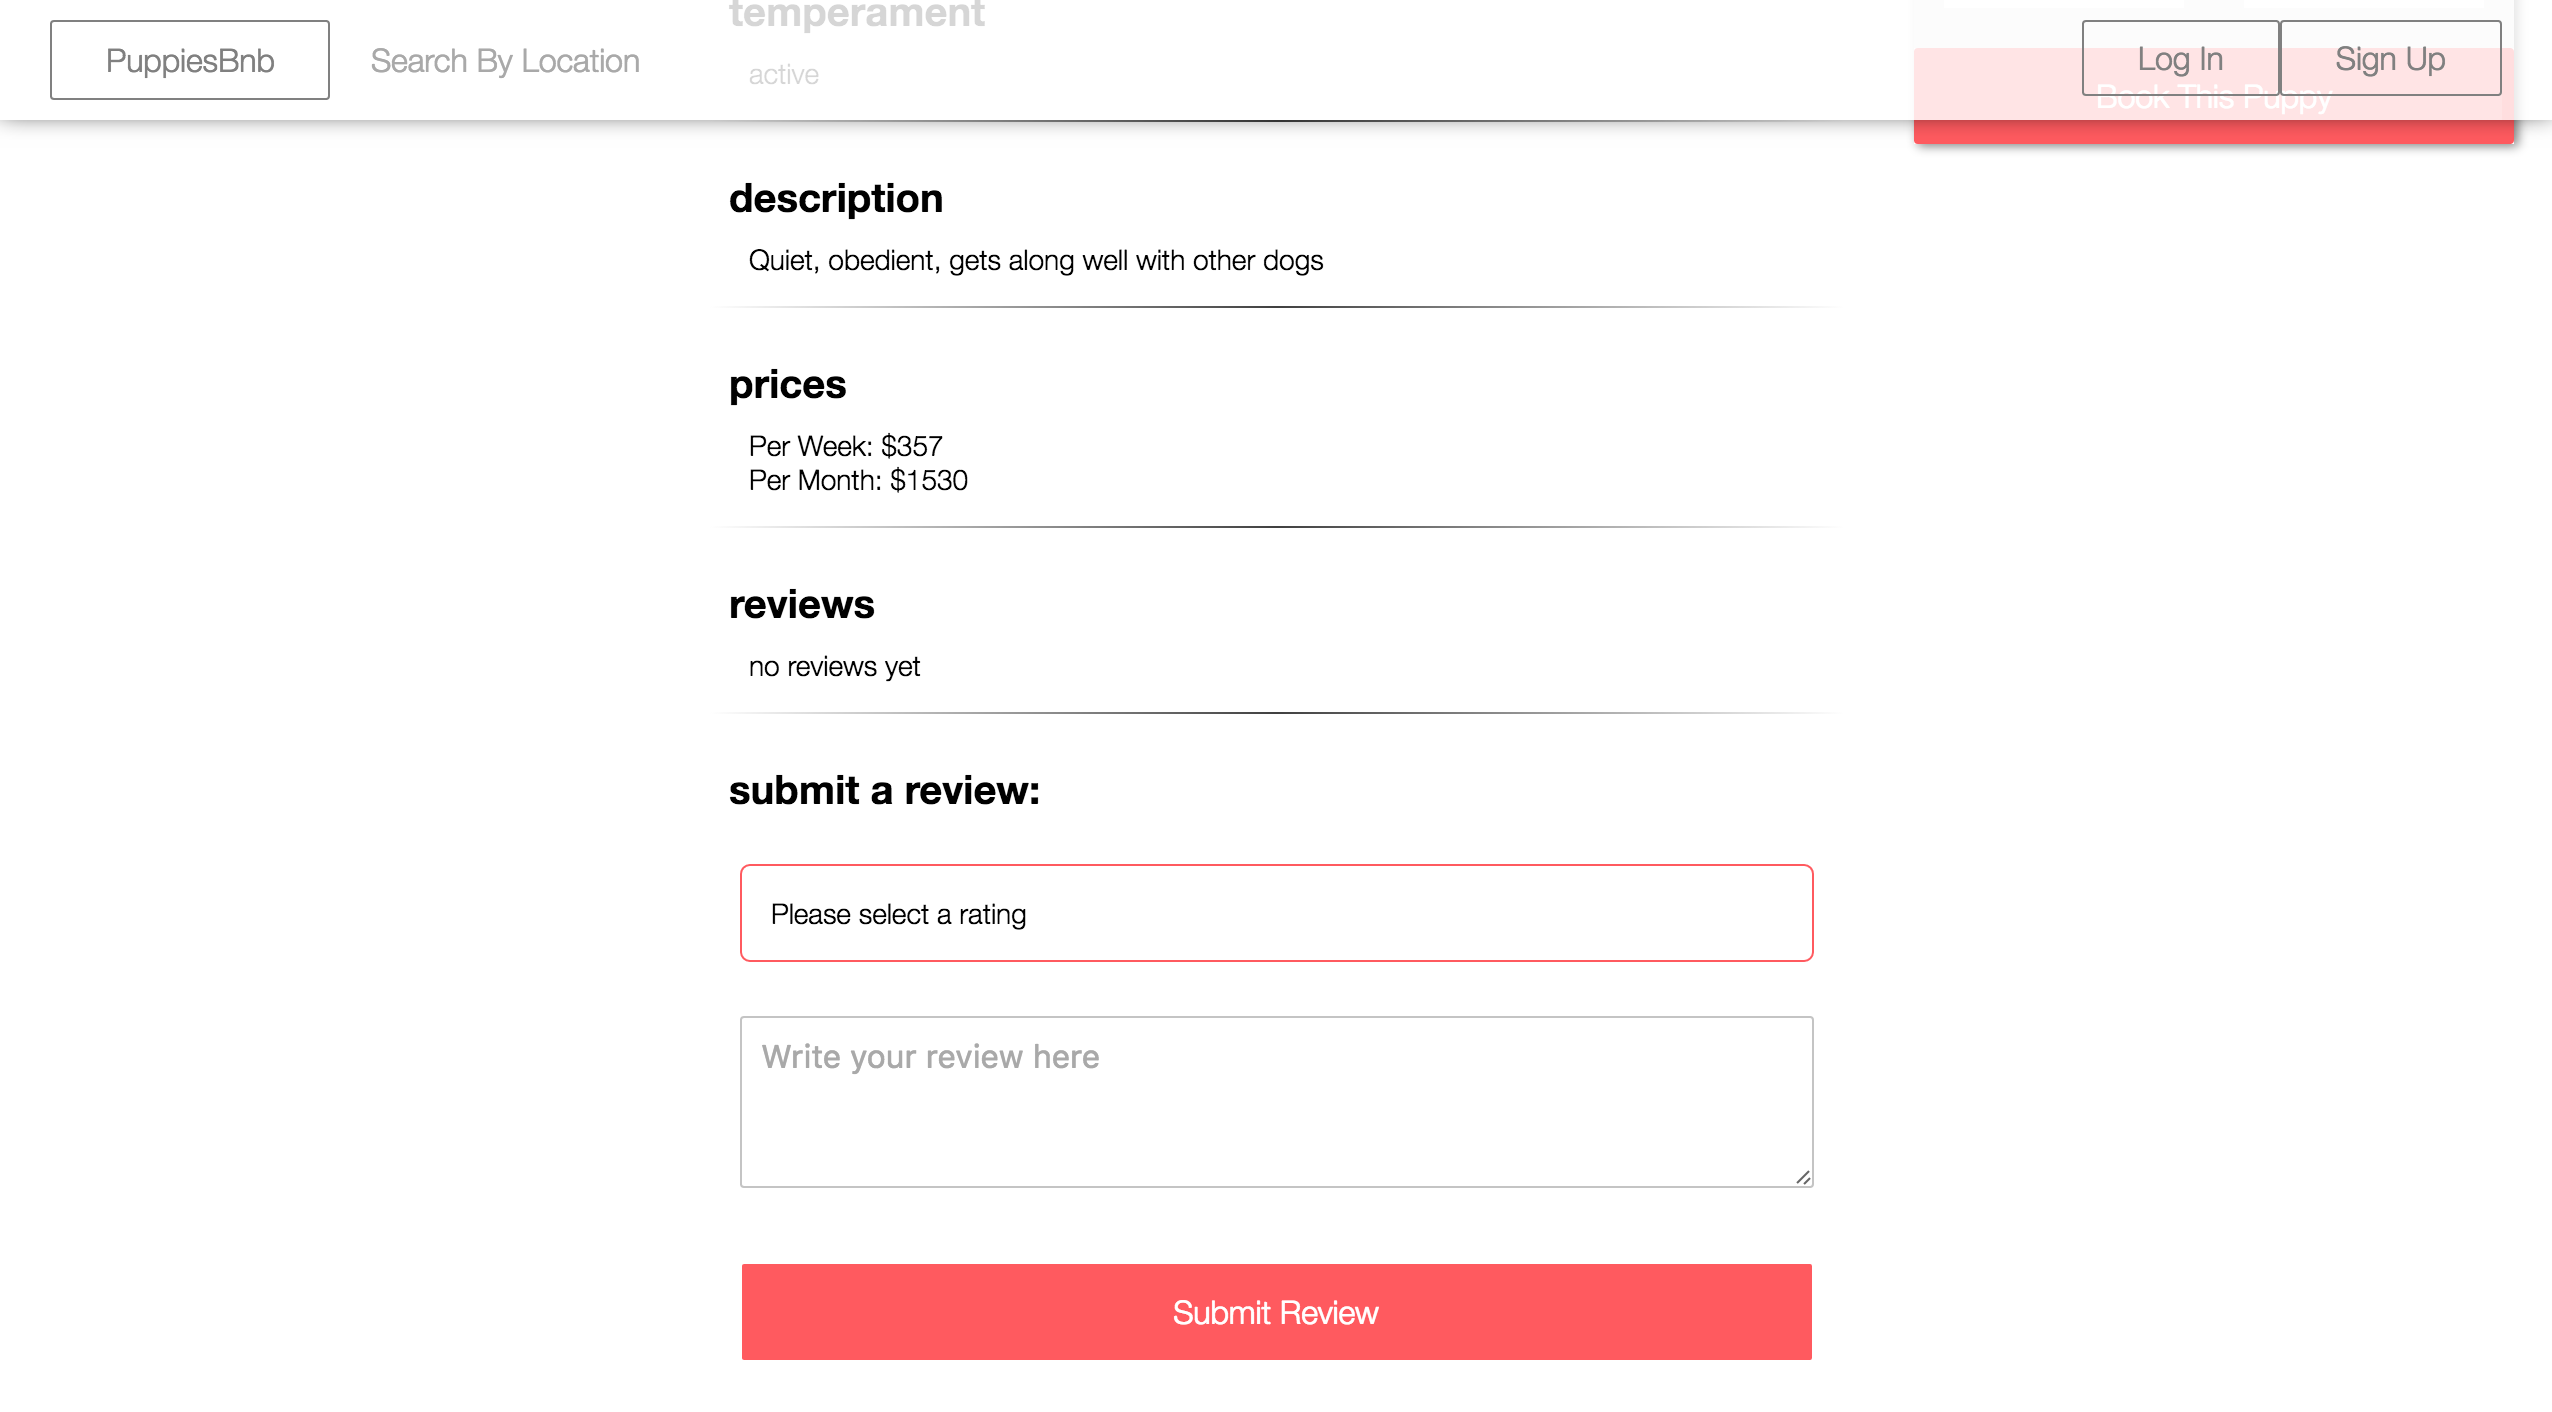 temperament
PuppiesBnb
Search By Location
Log In
Sign Up
active
Book This Puppy
description
Quiet, obedient, gets along well with other dogs
prices
Per Week: $357
Per Month: $1530
reviews
no reviews yet
submit a review:
Please select a rating
Write your review here
Submit Review